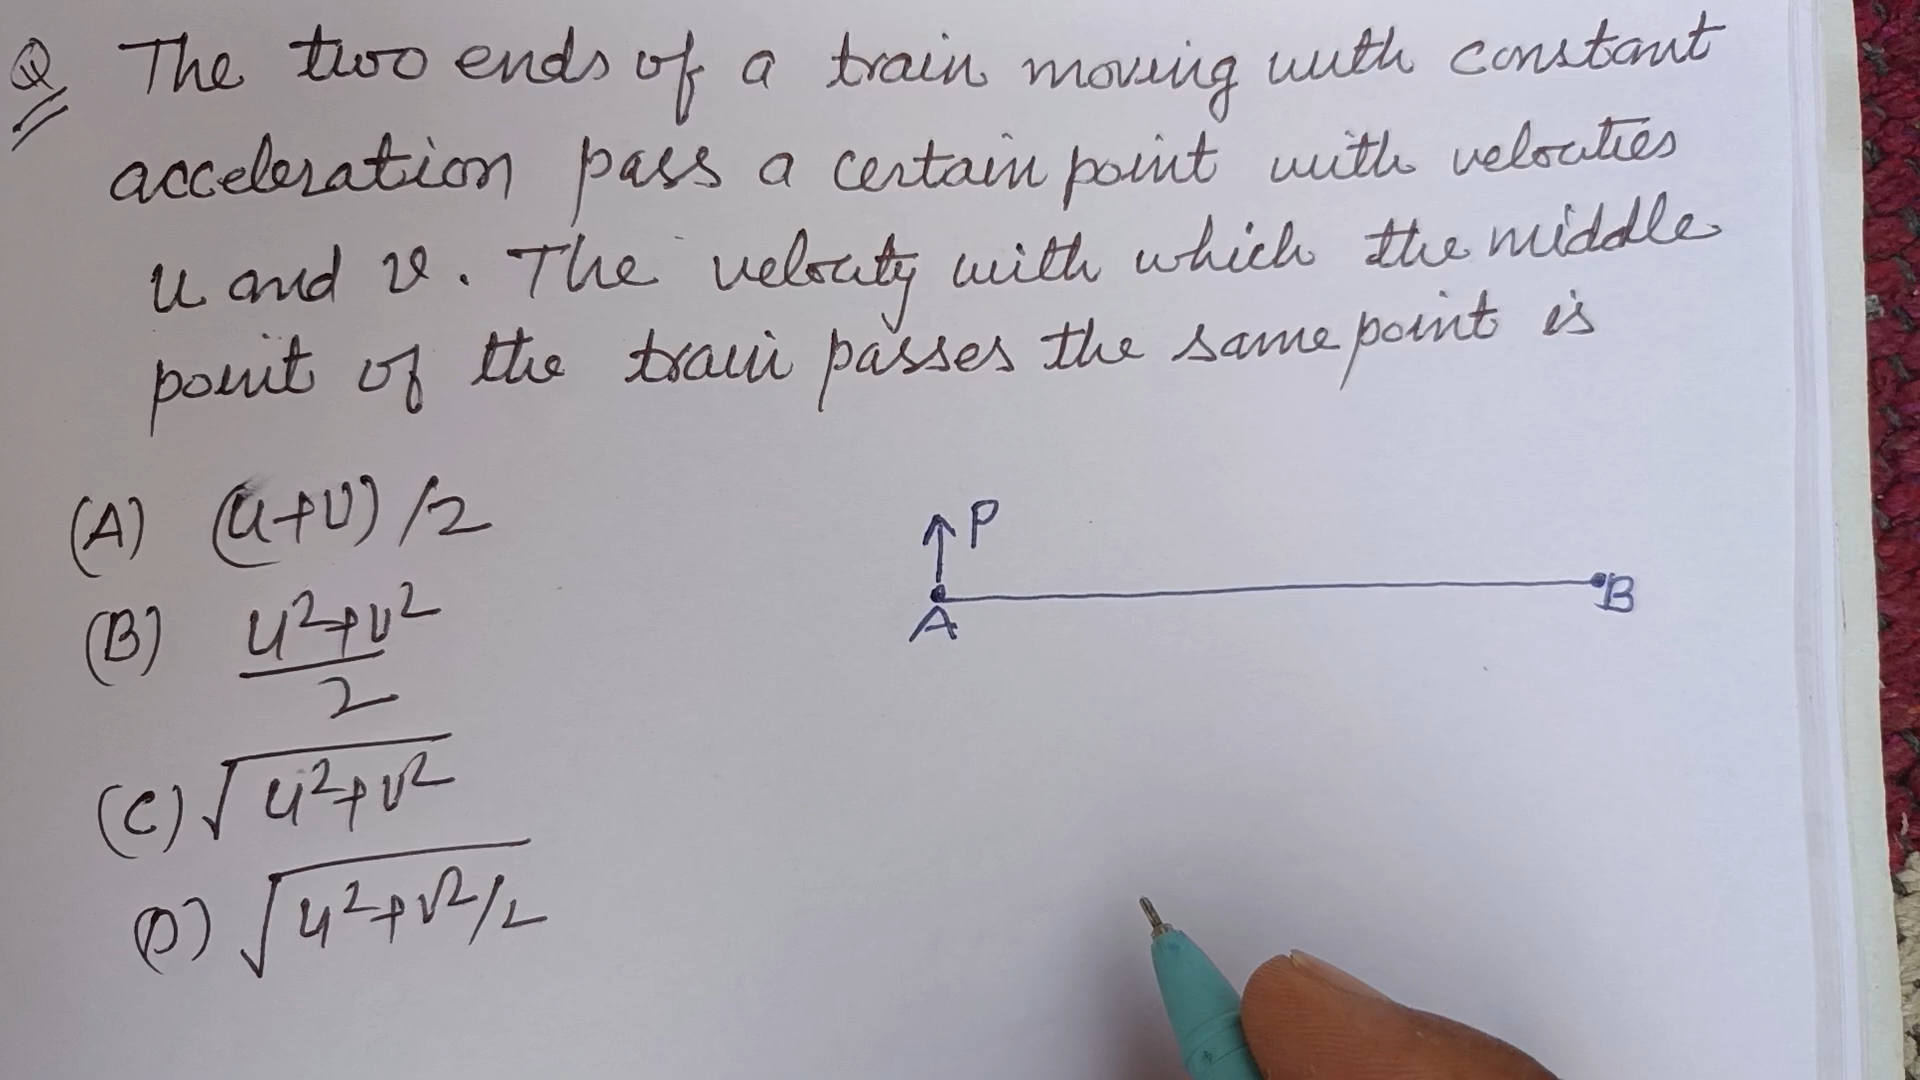 Q The two ends of a train moving with constant
acceleration pass a certain point with velocities
u and v. The velocity with which the middle
point of the train passes the same point is
(A) (u+v)/2
(B) u²+v²/2
(C) √u²+v²
(D) √u²+v²/2
P
A
B